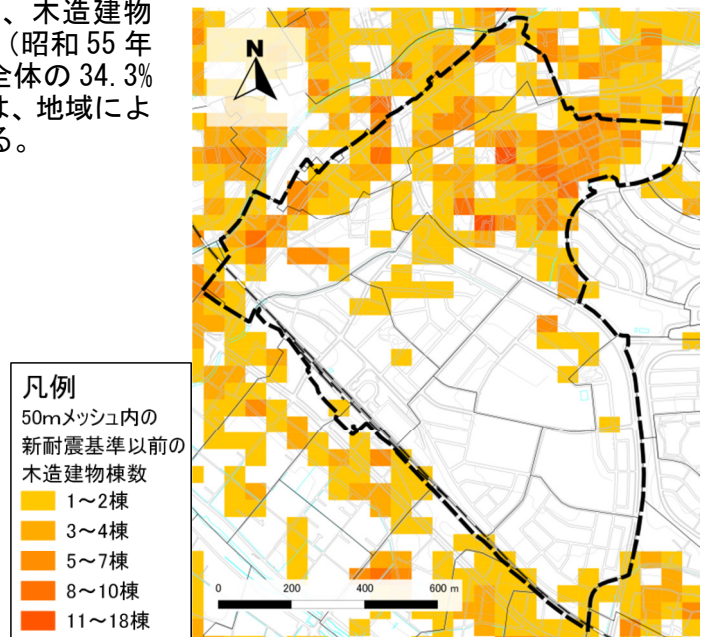 、木造建物
（昭和 55 年
全体の 34.3%
は、地域によ
る。
N
凡例
50mメッシュ内の
新耐震基準以前の
木造建物棟数
1～2棟
3～4棟
5～7棟
8～10棟
11～18棟
0 200 400 600 m